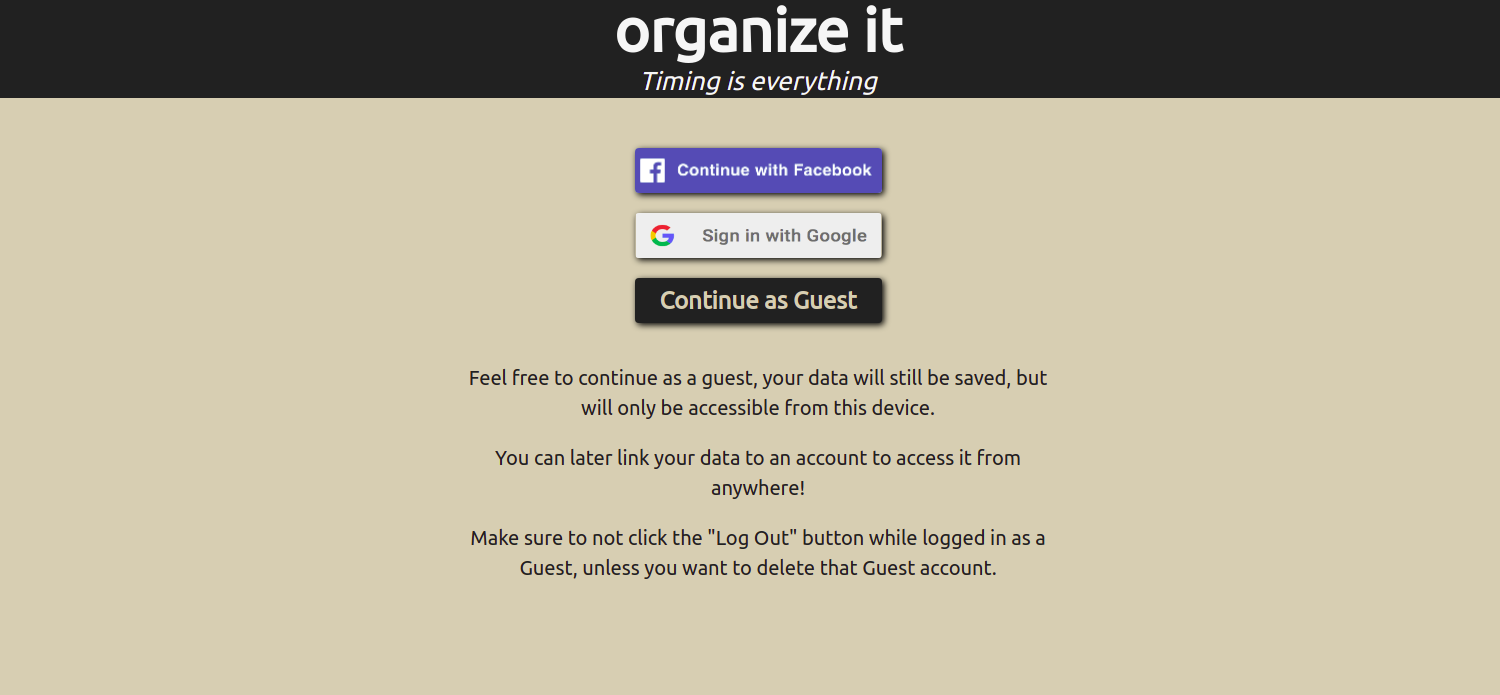 organize it
Timing is everything
Continue with Facebook
Sign in with Google
Continue as Guest
Feel free to continue as a guest, your data will still be saved, but
will only be accessible from this device.
You can later link your data to an account to access it from
anywhere!
Make sure to not click the "Log Out" button while logged in as a
Guest, unless you want to delete that Guest account.